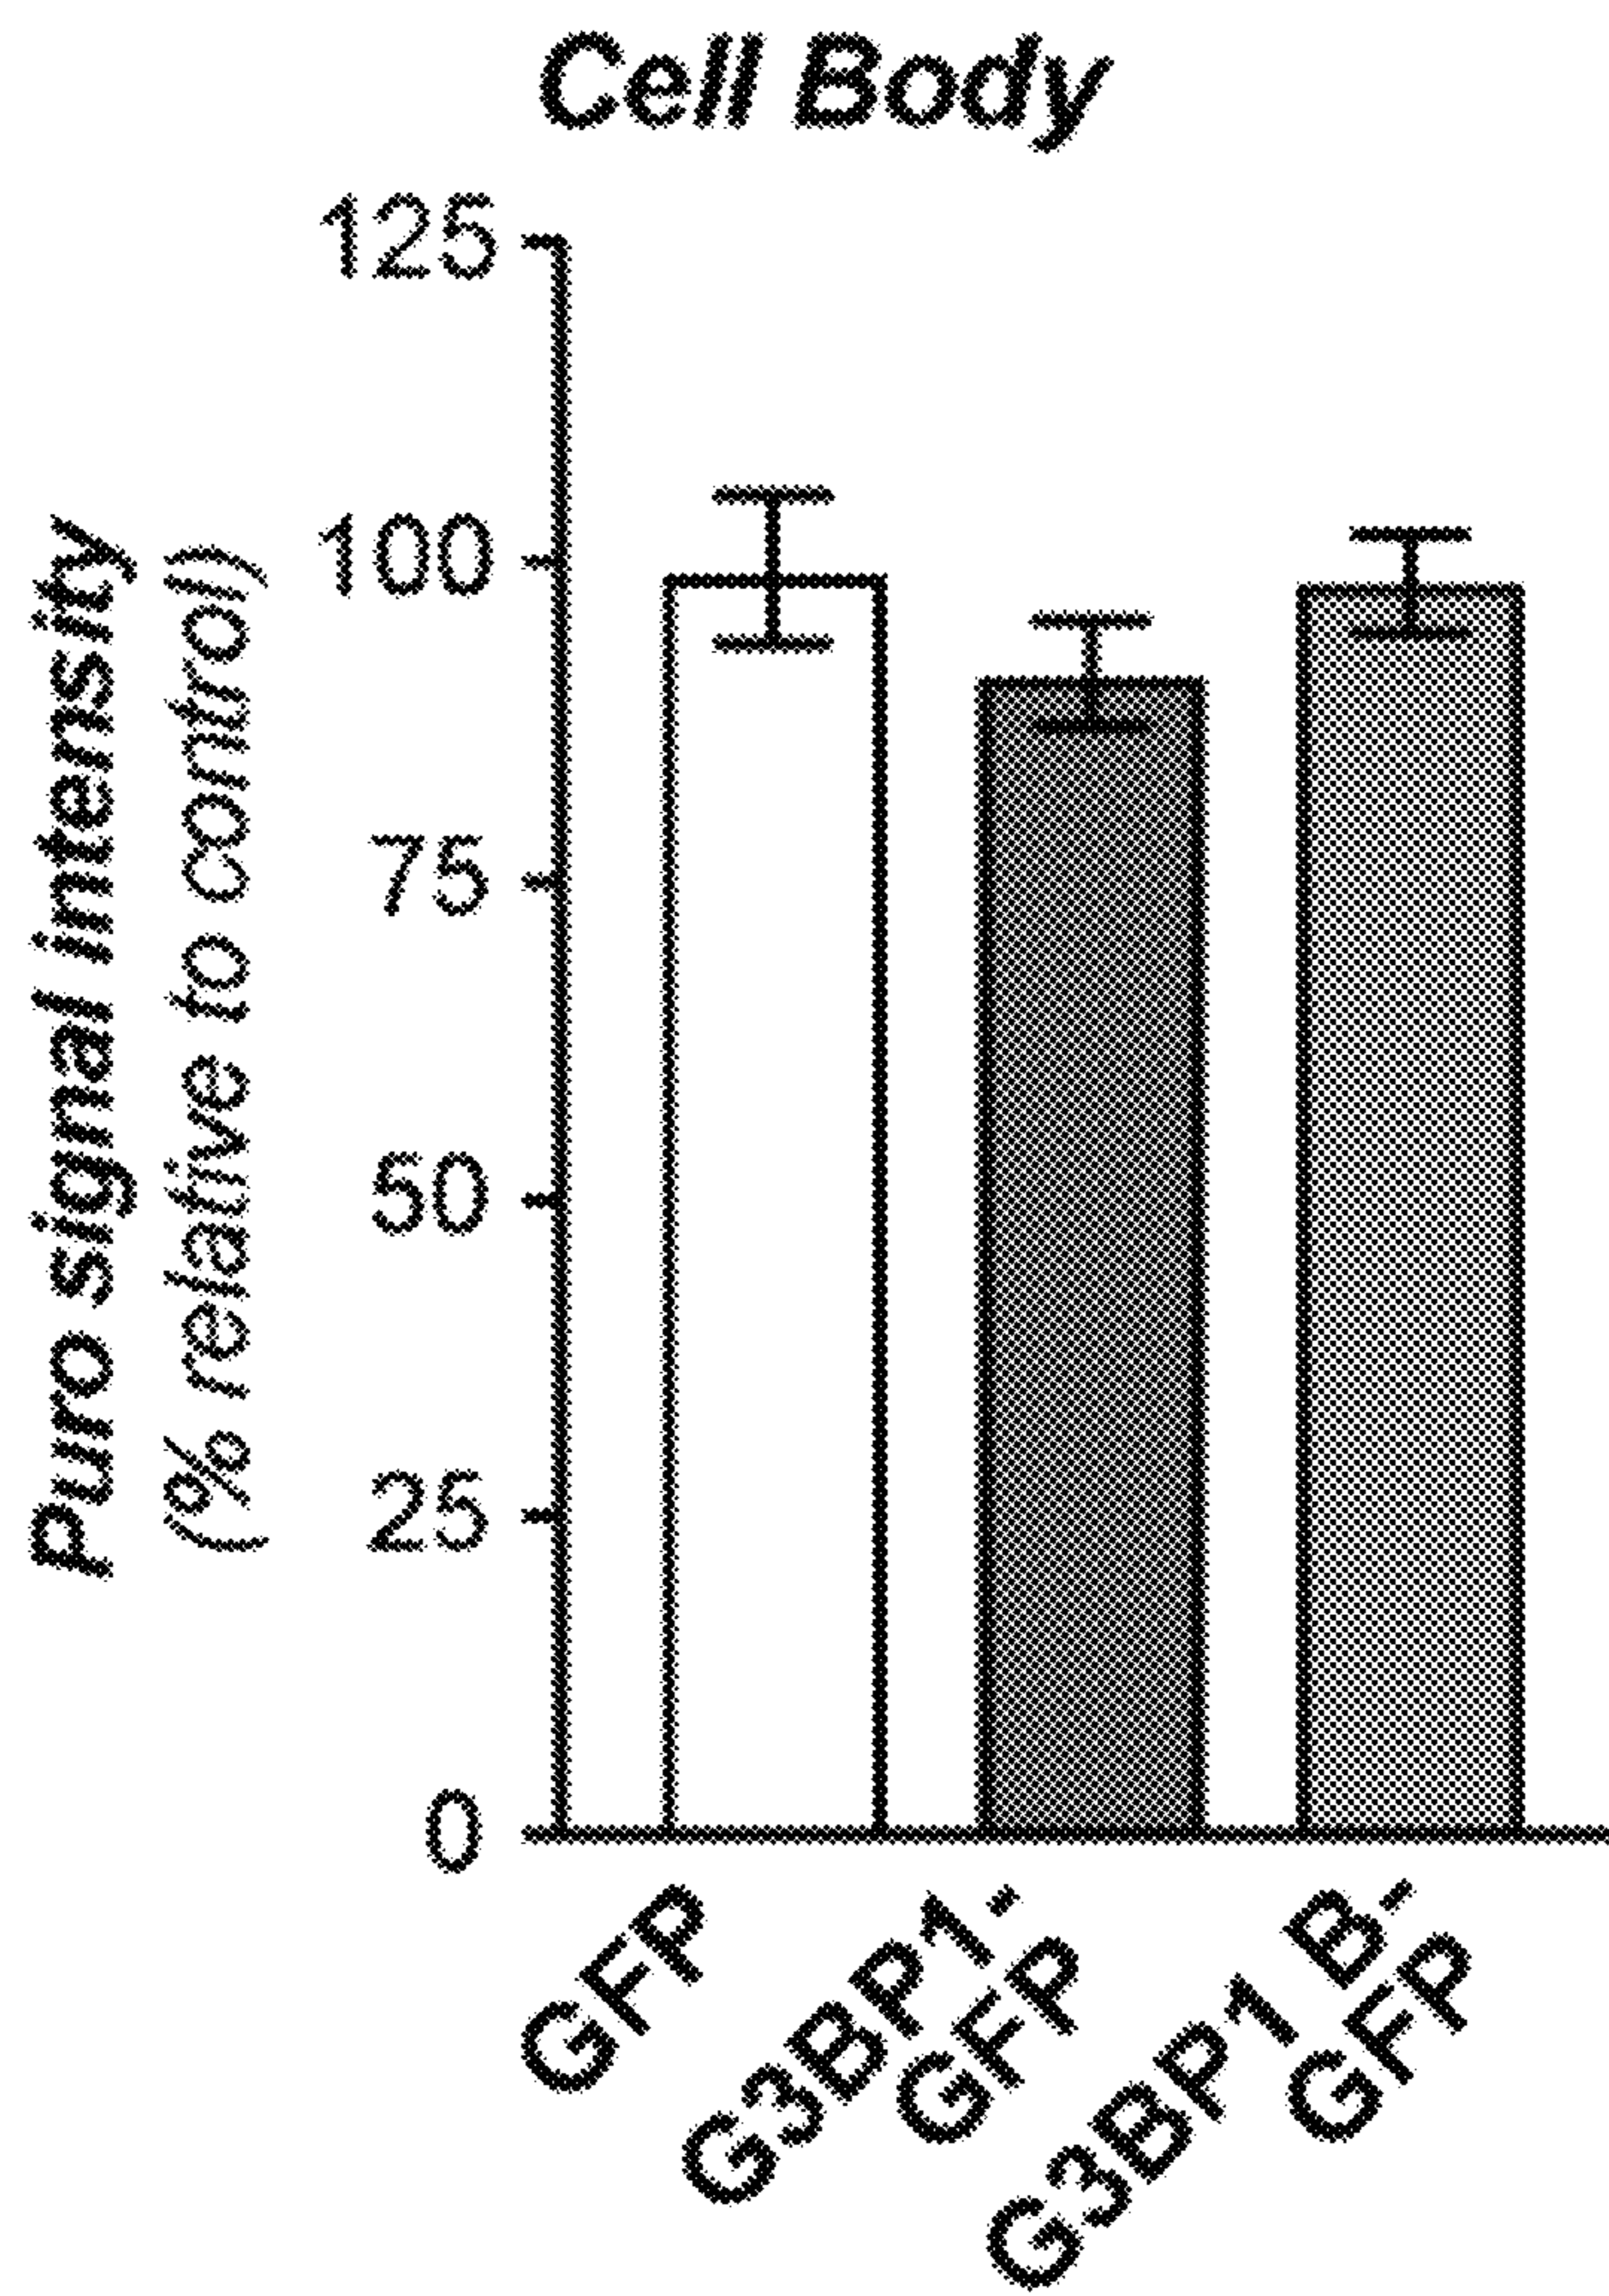 Cell Body
Puro signal intensity
(% relative to control)
125
100
75
50
25
0
GFP
G3BP1-
GFP
G3BP1 B-
GFP